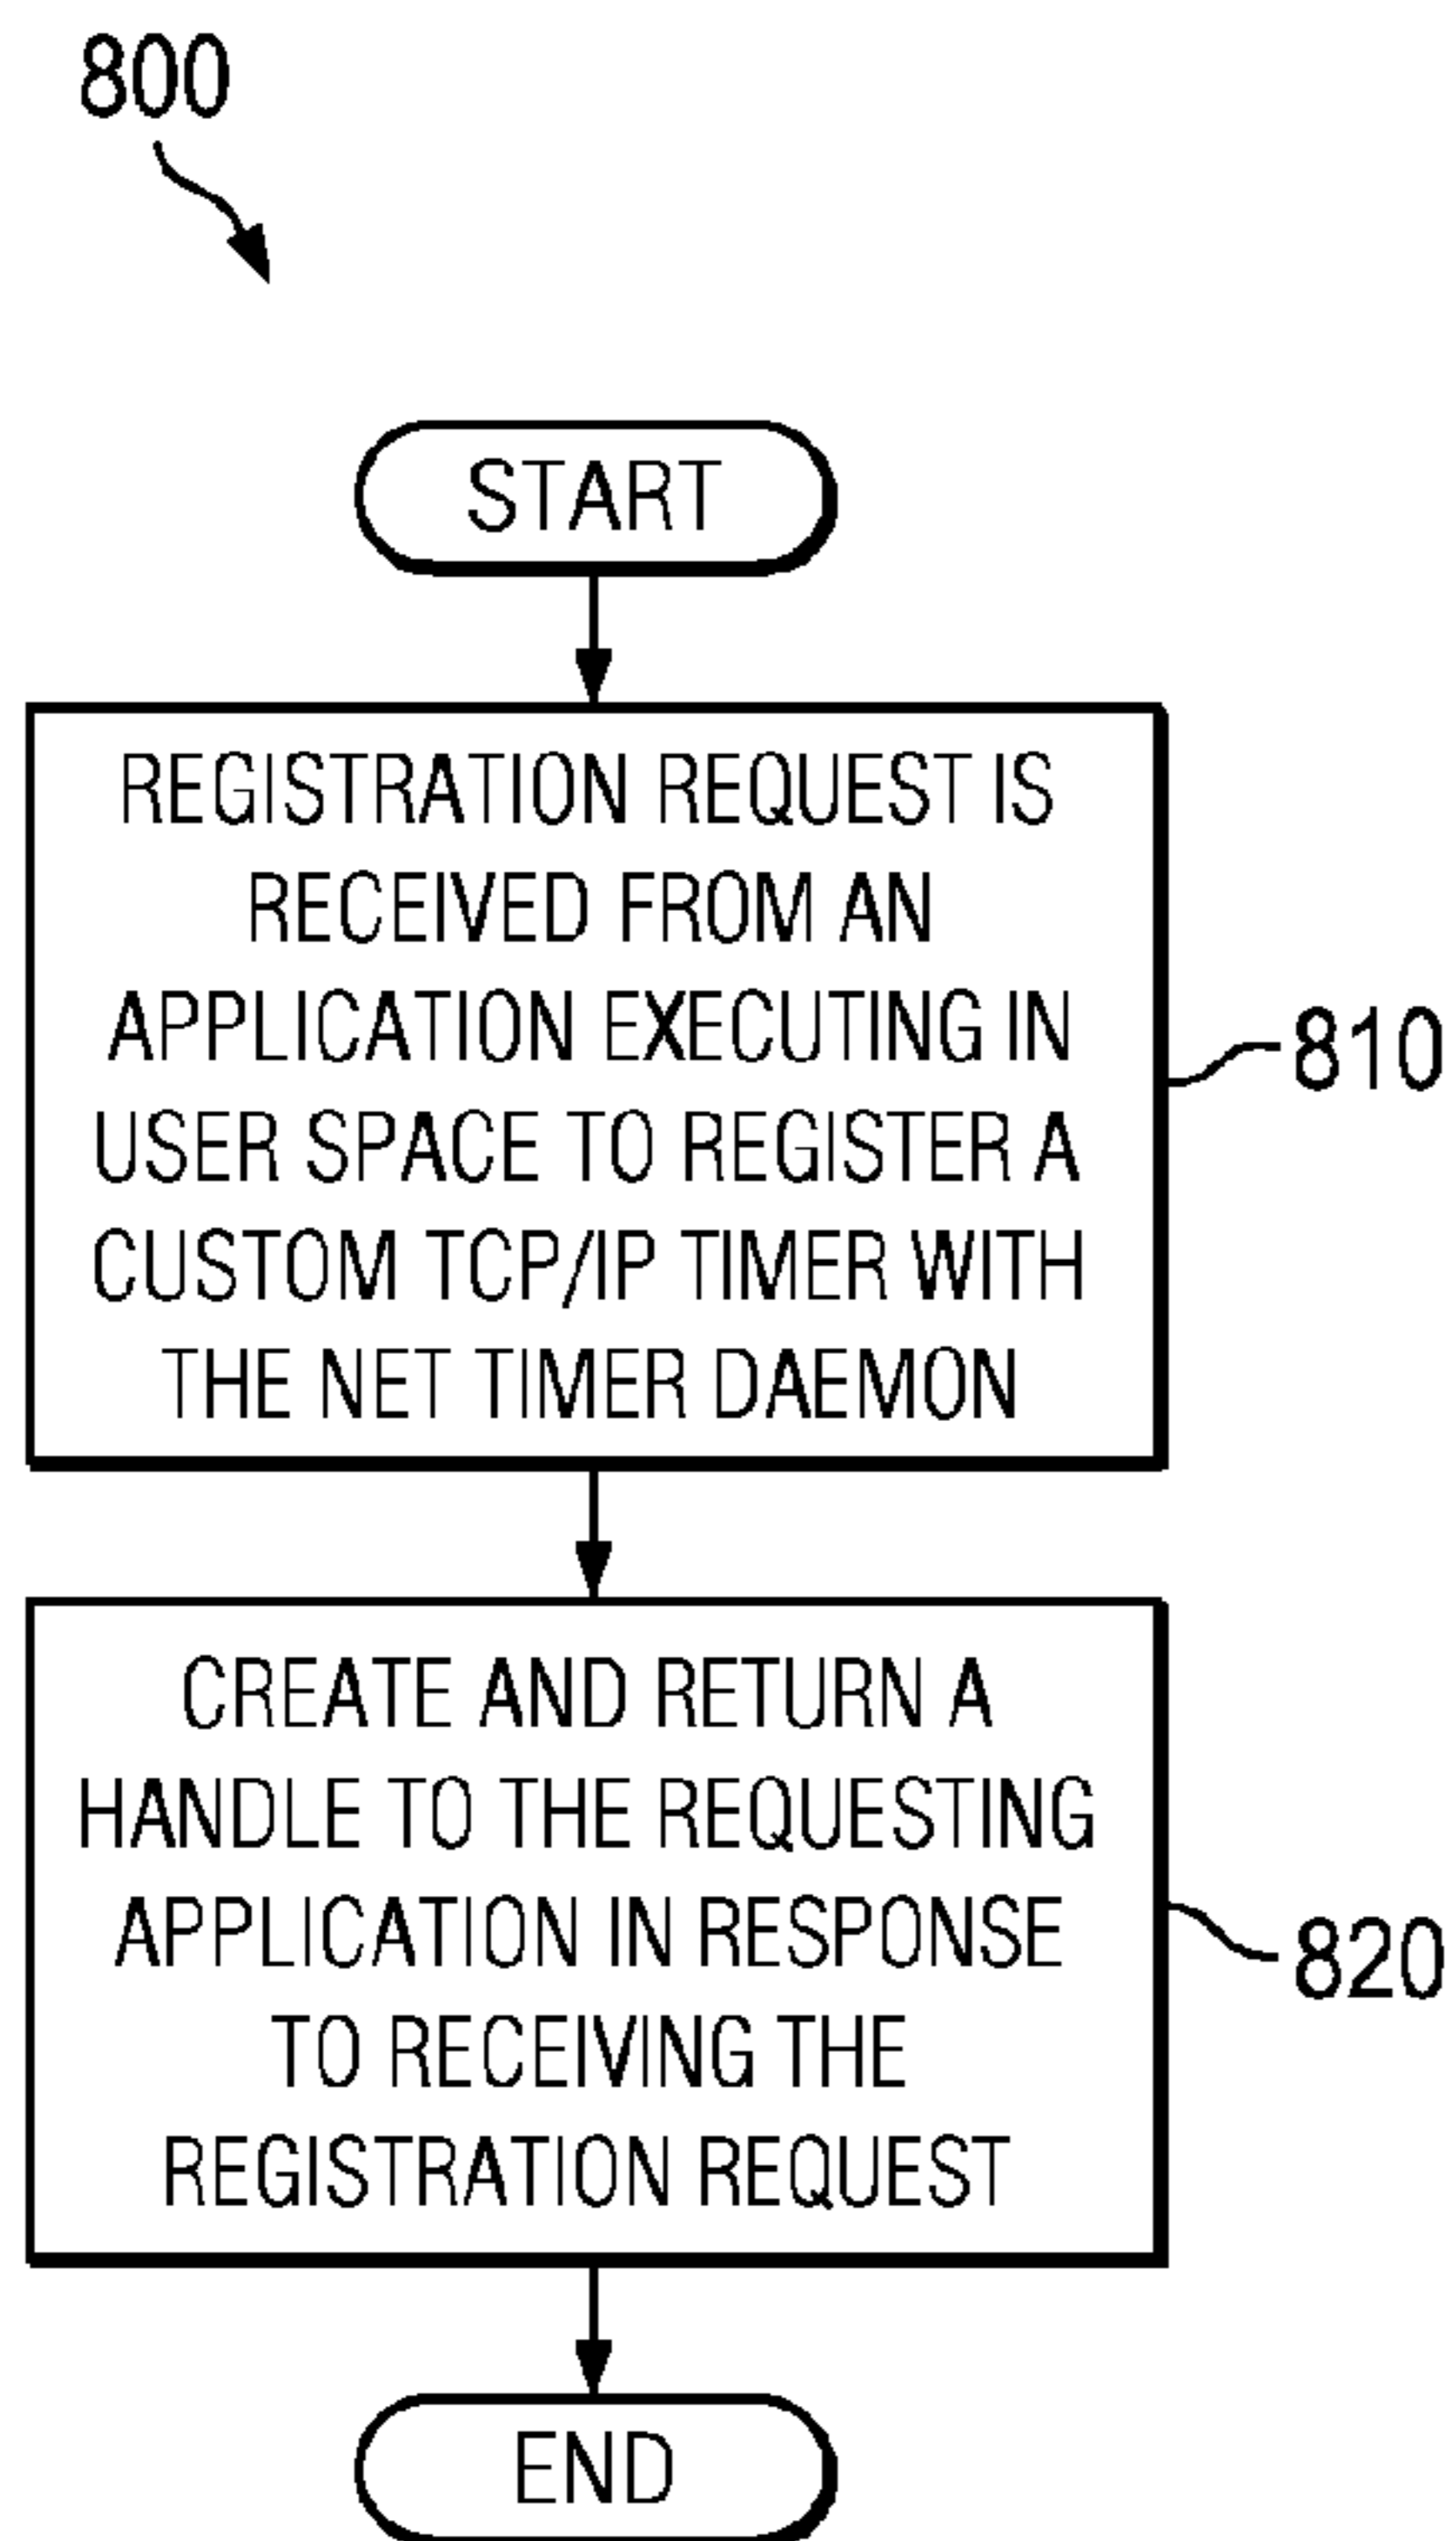 800
START
REGISTRATION REQUEST IS
RECEIVED FROM AN
APPLICATION EXECUTING IN
USER SPACE TO REGISTER A
CUSTOM TCP/IP TIMER WITH
THE NET TIMER DAEMON
810
CREATE AND RETURN A
HANDLE TO THE REQUESTING
APPLICATION IN RESPONSE
TO RECEIVING THE
REGISTRATION REQUEST
820
END